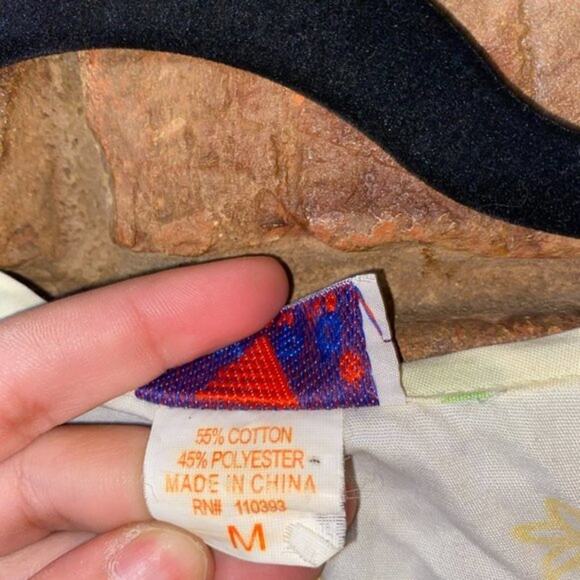 55% COTTON
45% POLYESTER
MADE IN CHINA
RN# 110393
M